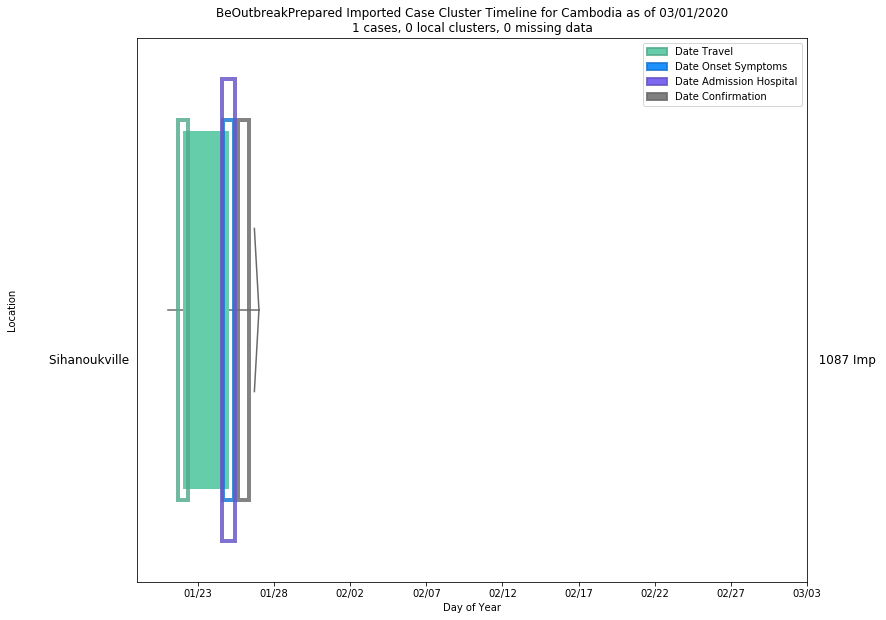 BeOutbreakPrepared Imported Case Cluster Timeline for Cambodia as of 03/01/2020
1 cases, 0 local clusters, 0 missing data
Date Travel
Date Onset Symptoms
Date Admission Hospital
Date Confirmation
Location
Sihanoukville
1087 Imp
01/23 01/28 02/02 02/07 02/12 02/17 02/22 02/27 03/03
Day of Year